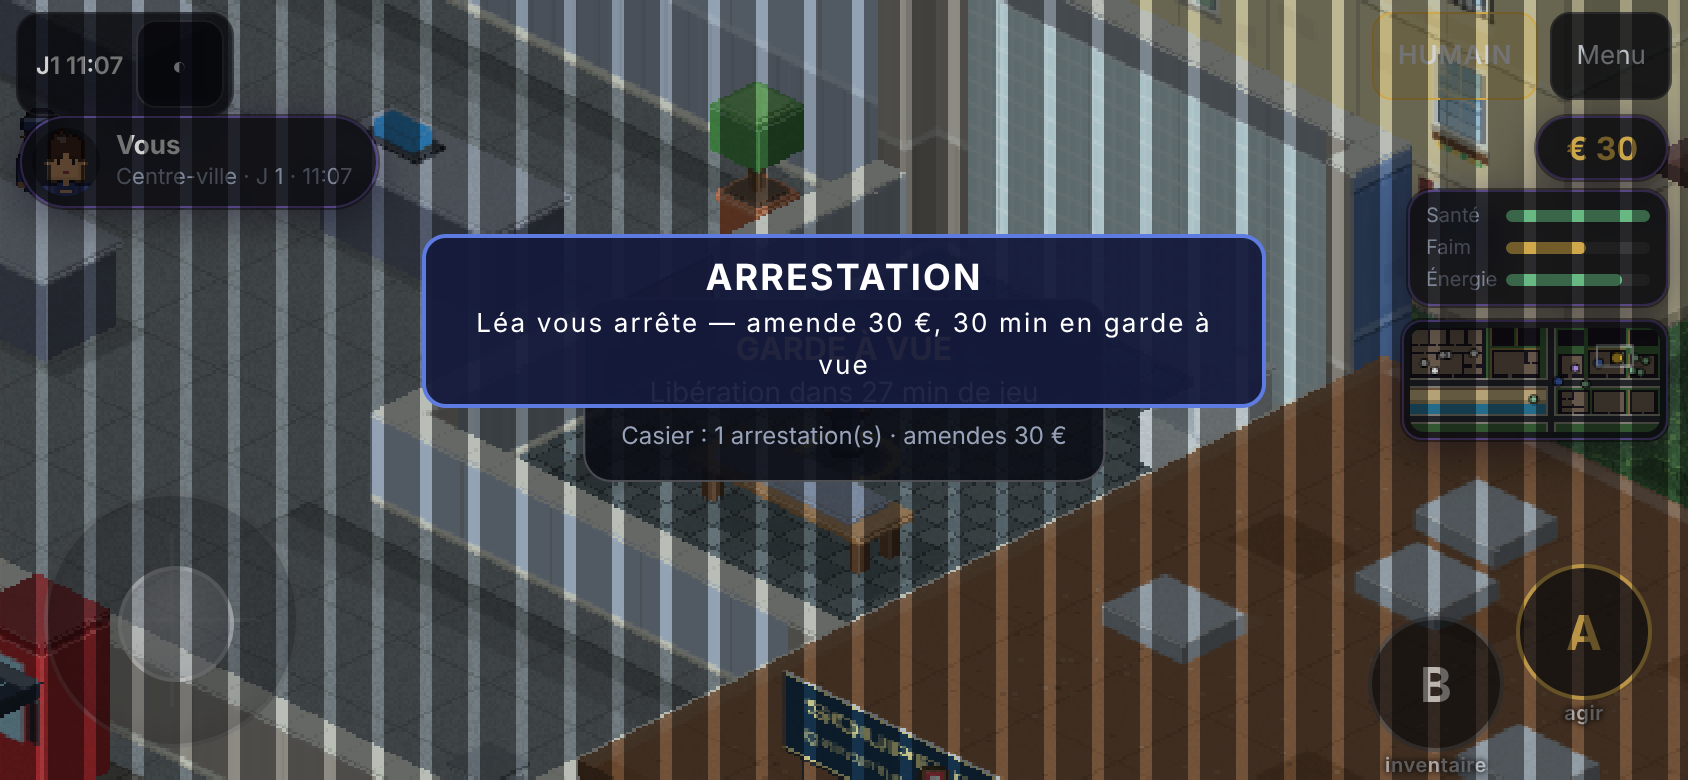 J1 11:07
HUMAIN
Menu
Vous
Centre-ville · J 1 · 11:07
€ 30
Santé
Faim
Énergie
ARRESTATION
Léa vous arrête — amende 30 €, 30 min en garde à
vue
GARDE À VUE
Libération dans 27 min de jeu
Casier : 1 arrestation(s) · amendes 30 €
A
agir
B
inventaire